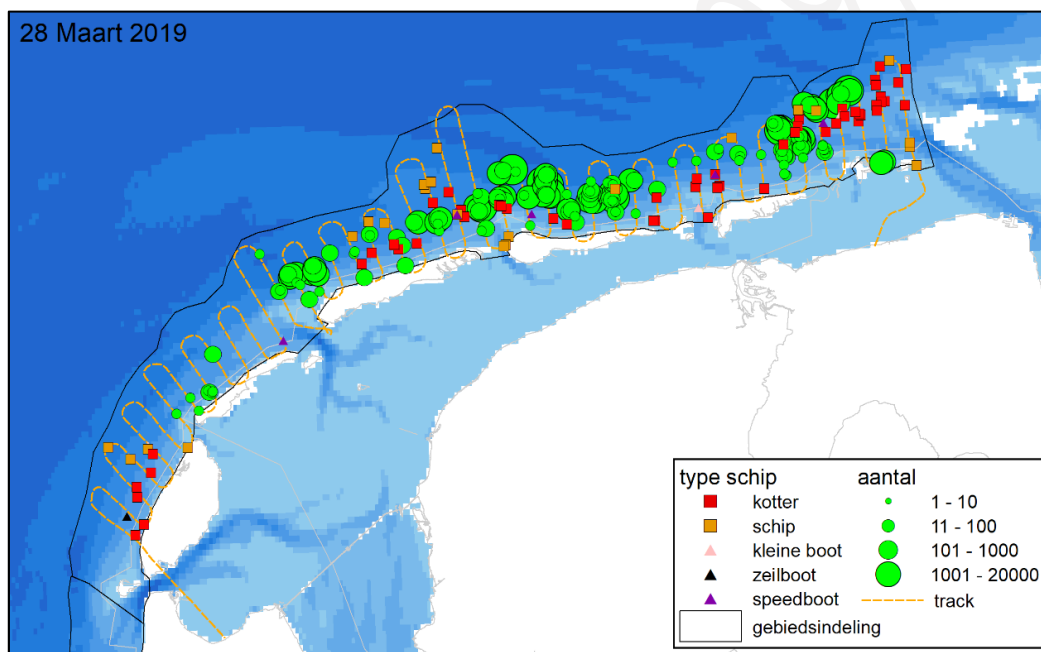 28 Maart 2019
type schip aantal
kotter 1 - 10
schip 11 - 100
kleine boot 101 - 1000
zeilboot 1001 - 20000
speedboot track
gebiedsindeling